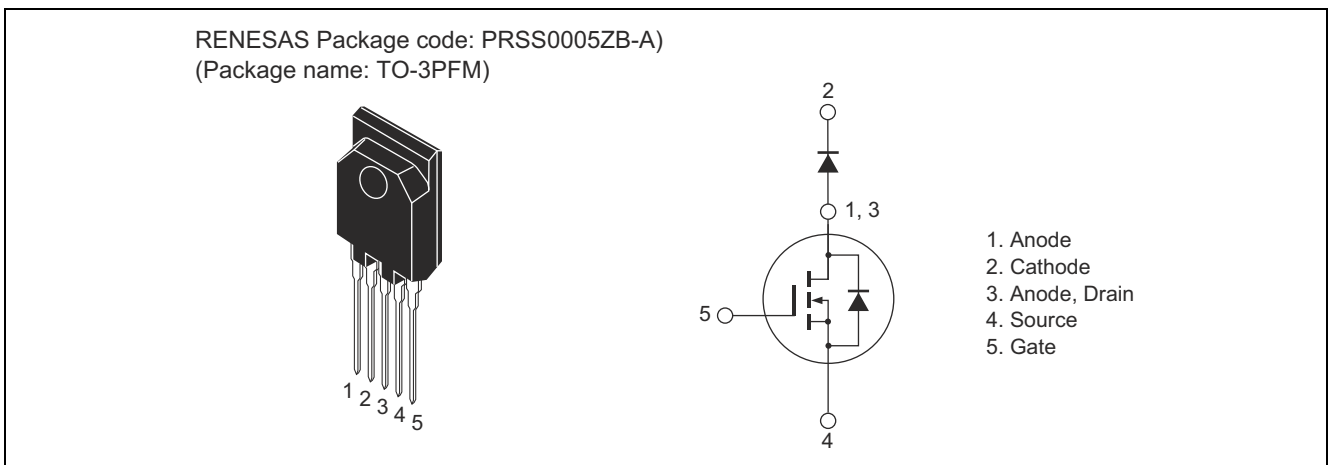 RENESAS Package code: PRSS0005ZB-A)
(Package name: TO-3PFM)
1
2
3
4
5
2
1, 3
5
4
1. Anode
2. Cathode
3. Anode, Drain
4. Source
5. Gate